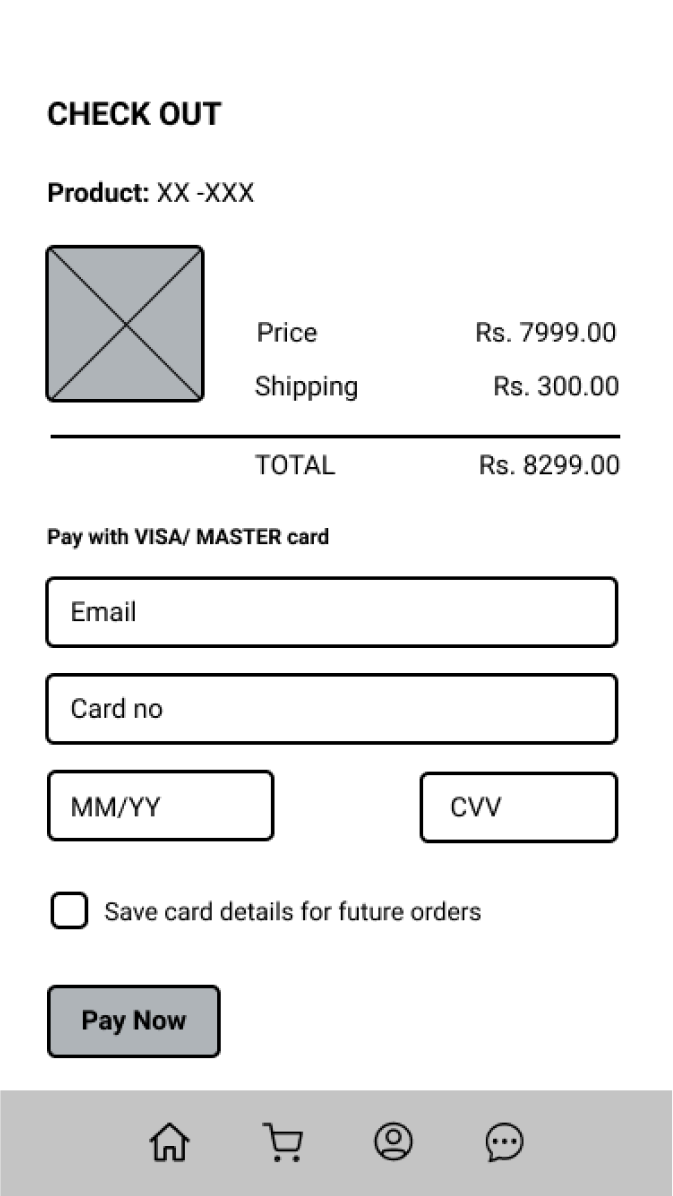 CHECK OUT
Product: XX -XXX
Price Rs. 7999.00
Shipping Rs. 300.00
TOTAL Rs. 8299.00
Pay with VISA/ MASTER card
Email
Card no
MM/YY CVV
Save card details for future orders
Pay Now